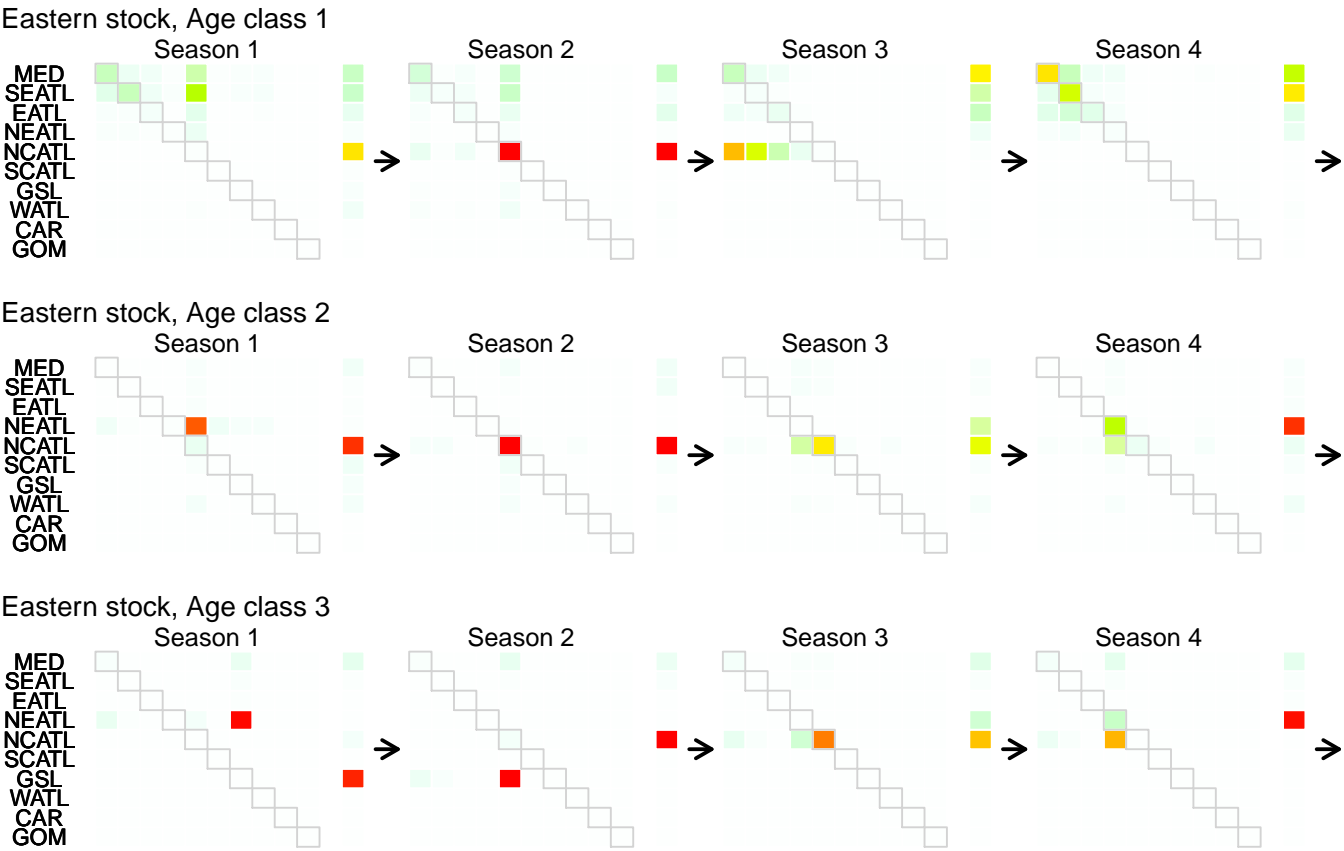 Eastern stock, Age class 1
Season 1 Season 2 Season 3 Season 4
MED
SEATL
EATL
NEATL
NCATL
SCATL
GSL
WATL
CAR
GOM
Eastern stock, Age class 2
Season 1 Season 2 Season 3 Season 4
MED
SEATL
EATL
NEATL
NCATL
SCATL
GSL
WATL
CAR
GOM
Eastern stock, Age class 3
Season 1 Season 2 Season 3 Season 4
MED
SEATL
EATL
NEATL
NCATL
SCATL
GSL
WATL
CAR
GOM